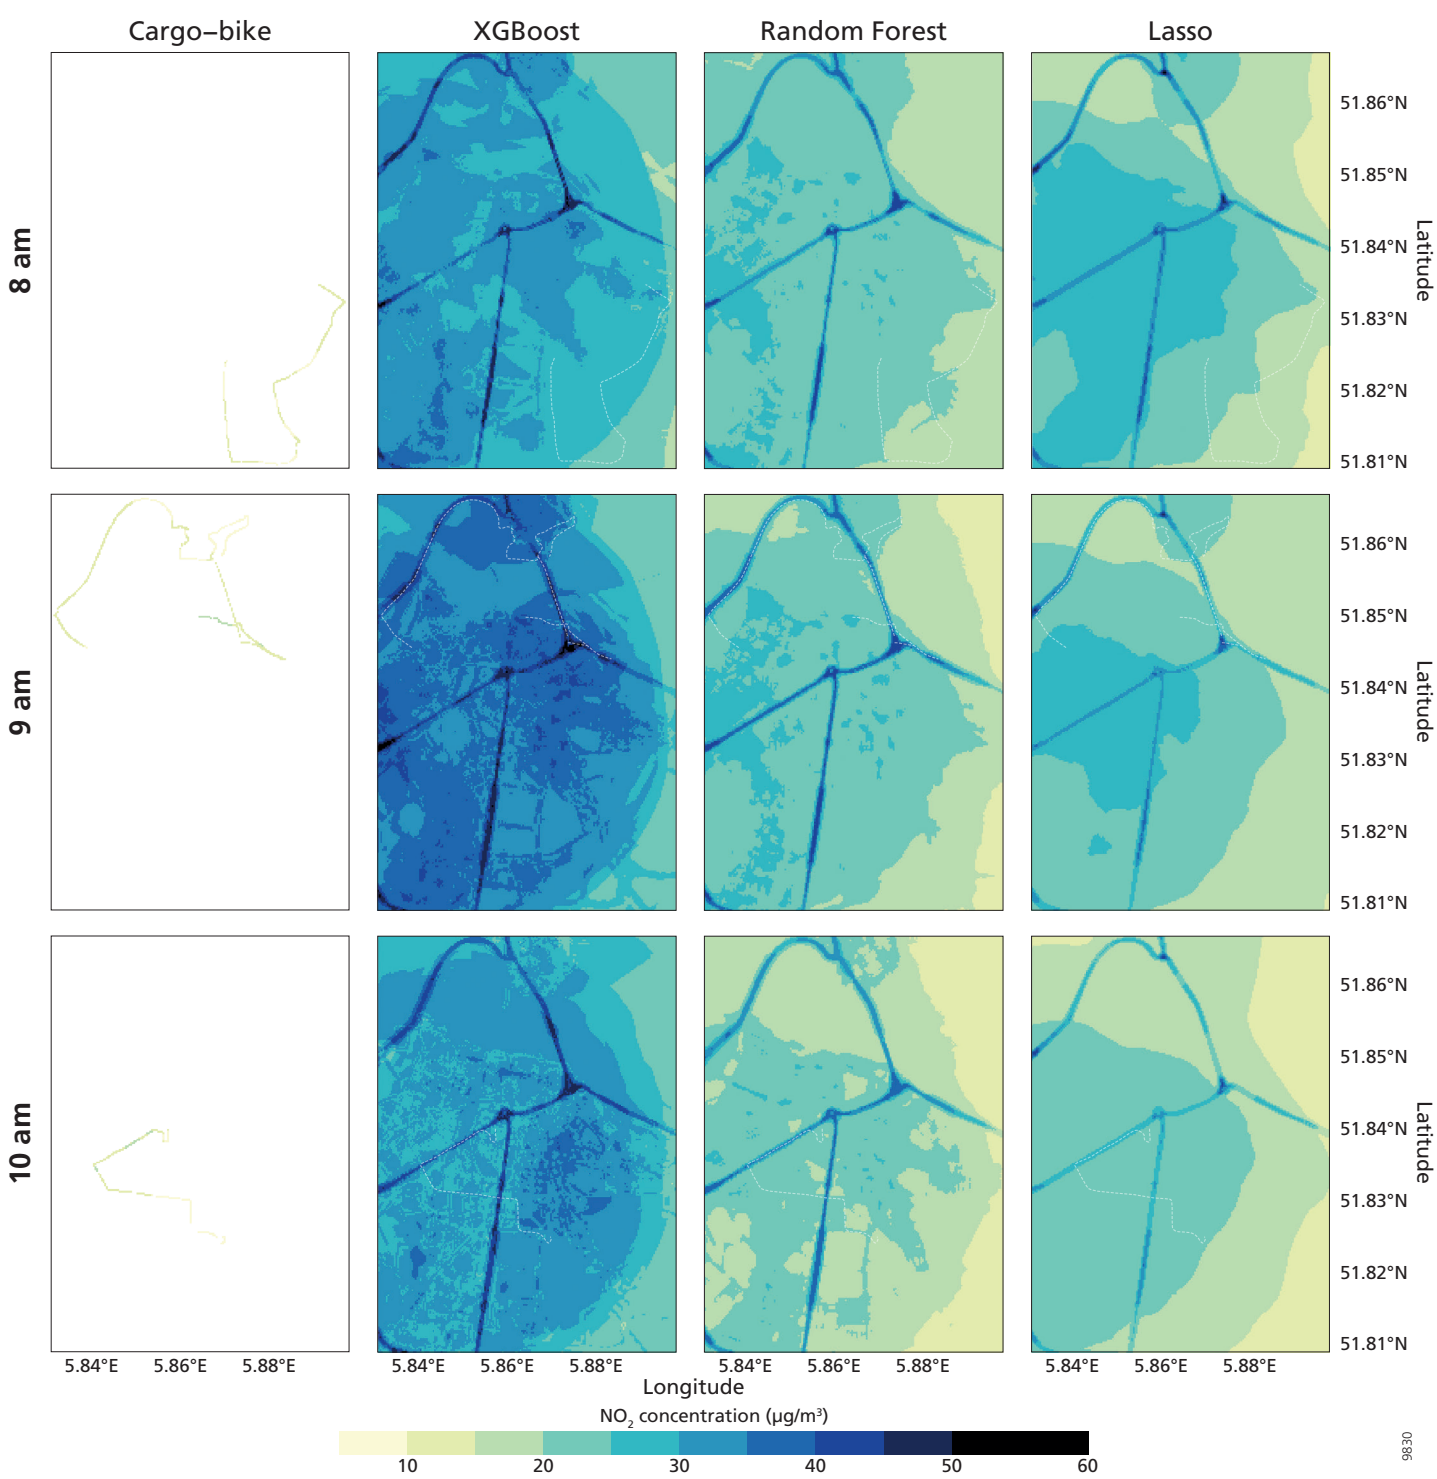 Cargo–bike XGBoost Random Forest Lasso
8 am
51.86°N
51.85°N
51.84°N
51.83°N
51.82°N
51.81°N
Latitude
9 am
51.86°N
51.85°N
51.84°N
51.83°N
51.82°N
51.81°N
Latitude
10 am
51.86°N
51.85°N
51.84°N
51.83°N
51.82°N
51.81°N
Latitude
5.84°E 5.86°E 5.88°E 5.84°E 5.86°E 5.88°E 5.84°E 5.86°E 5.88°E 5.84°E 5.86°E 5.88°E
Longitude
NO₂ concentration (µg/m³)
10 20 30 40 50 60
9830